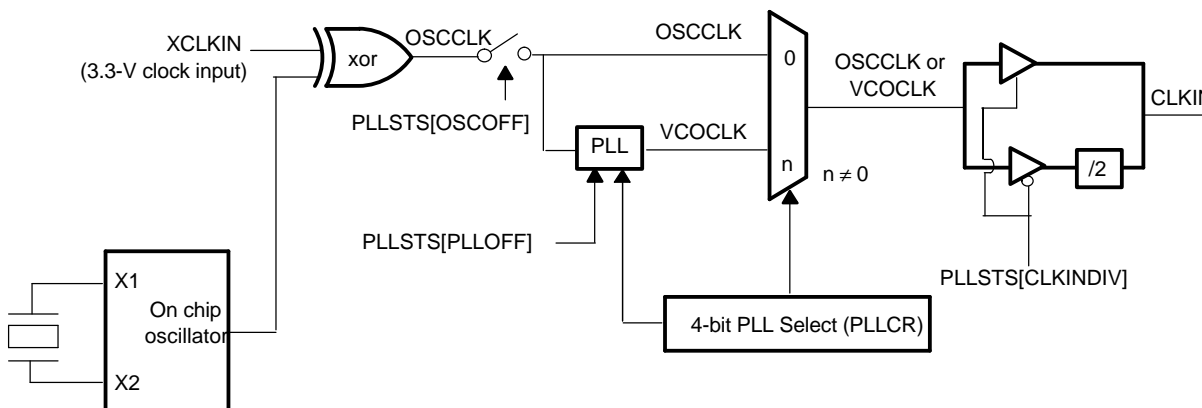 XCLKIN
(3.3-V clock input)
xor
OSCCLK
PLLSTS[OSCOFF]
OSCCLK
0
OSCCLK or
VCOCLK
CLKIN
PLL
VCOCLK
n
n ≠ 0
/2
PLLSTS[PLLOFF]
PLLSTS[CLKINDIV]
X1
On chip
oscillator
X2
4-bit PLL Select (PLLCR)